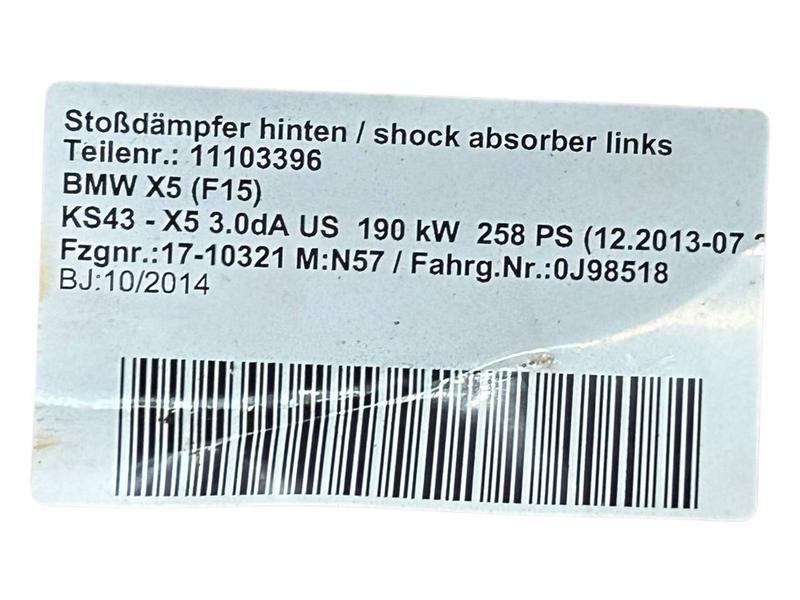 Stoßdämpfer hinten / shock absorber links
Teilenr.: 11103396
BMW X5 (F15)
KS43 - X5 3.0dA US 190 kW 258 PS (12.2013-07
Fzgnr.:17-10321 M:N57 / Fahrg.Nr.:0J98518
BJ:10/2014